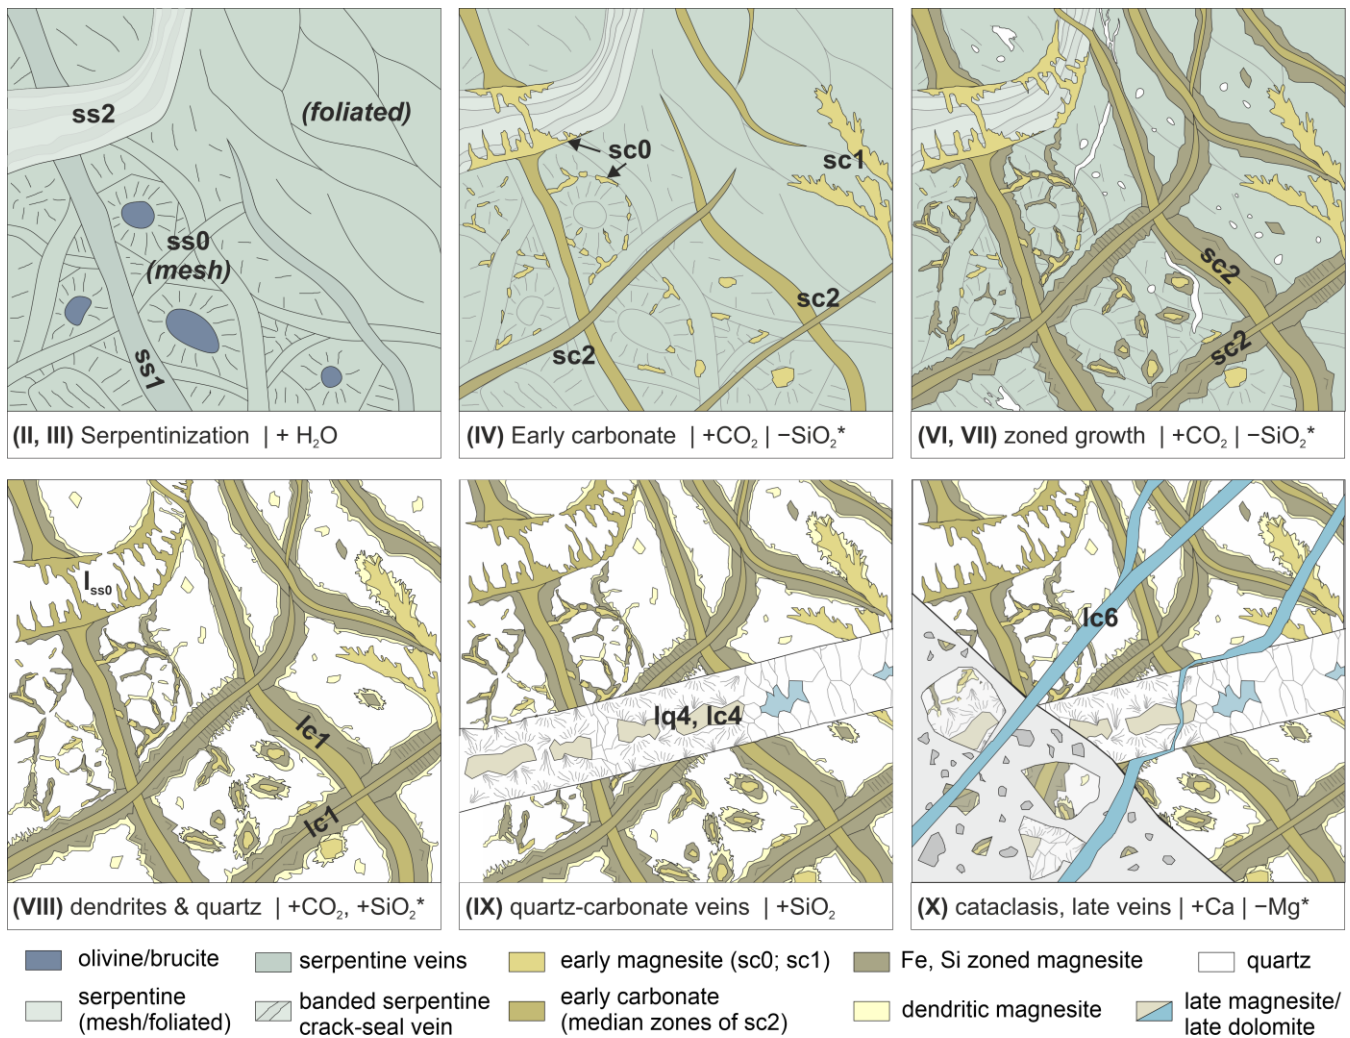 ss2
(foliated)
ss0
(mesh)
ss1
(II, III) Serpentinization | + H₂O
sc0
sc1
sc2
sc2
(IV) Early carbonate | +CO₂ | −SiO₂*
sc2
sc2
(VI, VII) zoned growth | +CO₂ | −SiO₂*
lss0
lc1
lc1
(VIII) dendrites & quartz | +CO₂, +SiO₂*
lq4, lc4
(IX) quartz-carbonate veins | +SiO₂
lc6
(X) cataclasis, late veins | +Ca | −Mg*
olivine/brucite
serpentine veins
early magnesite (sc0; sc1)
Fe, Si zoned magnesite
quartz
serpentine
(mesh/foliated)
banded serpentine
crack-seal vein
early carbonate
(median zones of sc2)
dendritic magnesite
late magnesite/
late dolomite